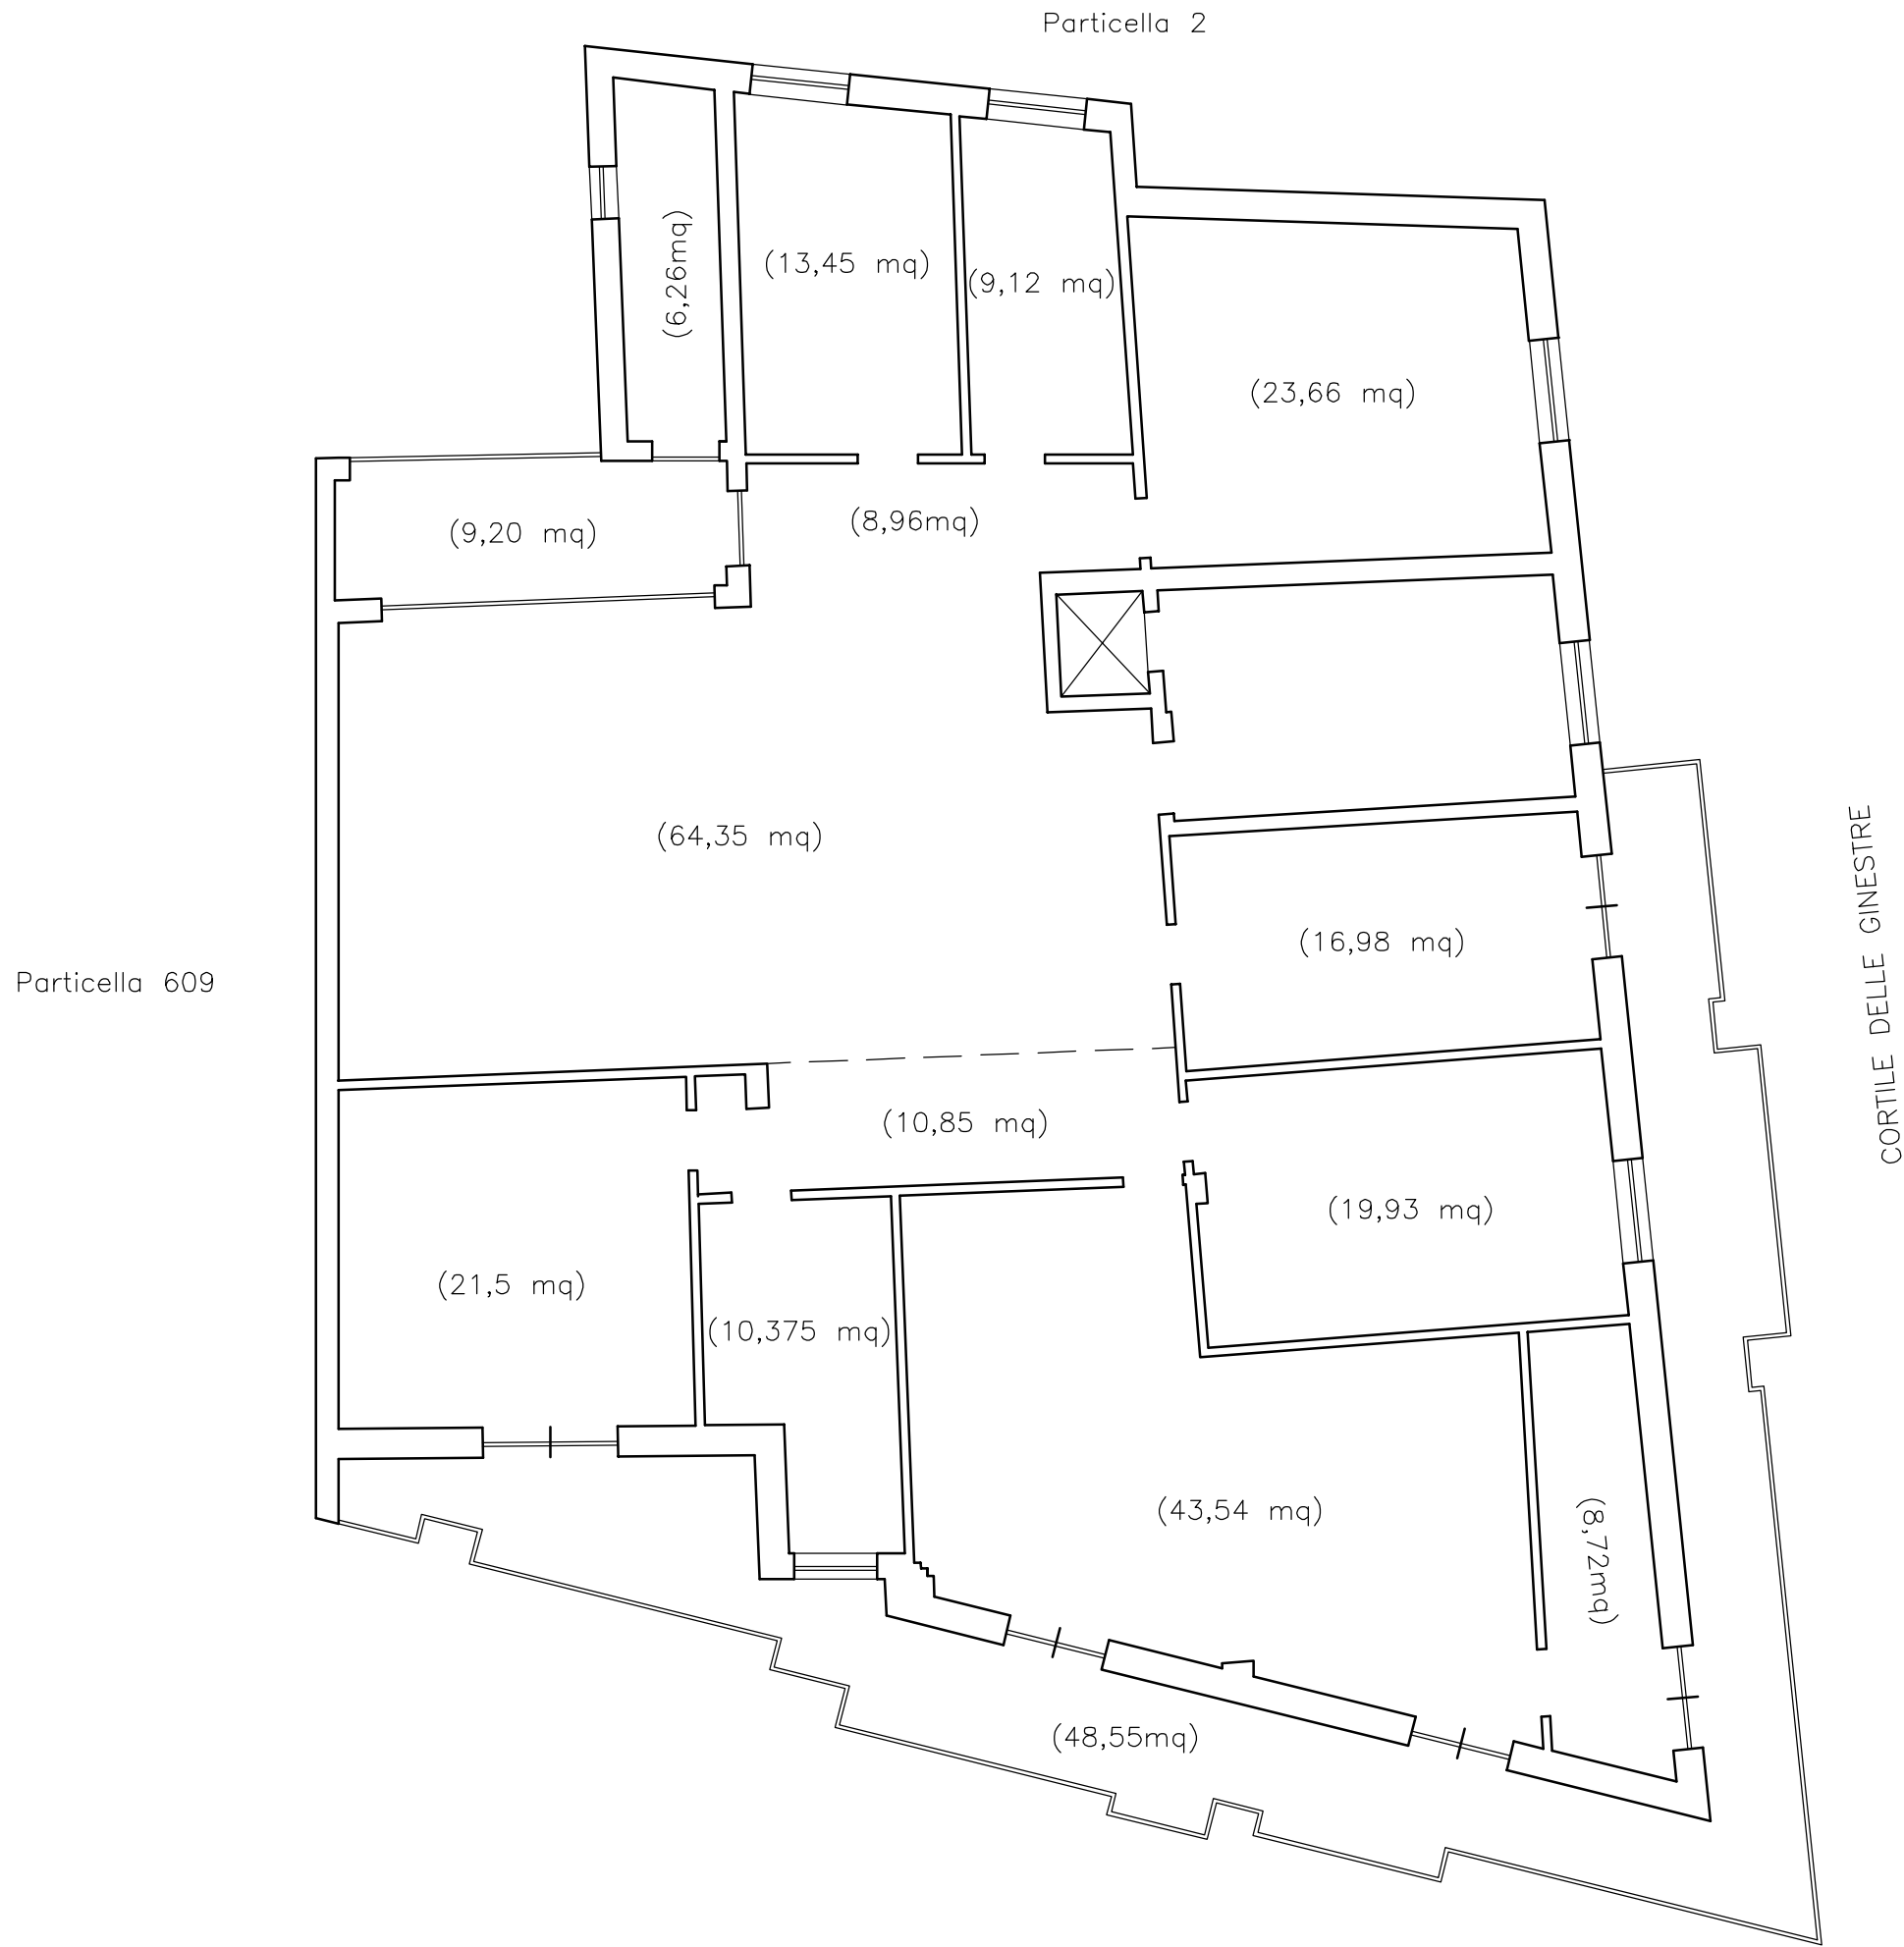 Particella 2
(6,26mq)
(13,45 mq)
(9,12 mq)
(23,66 mq)
(9,20 mq)
(8,96mq)
(64,35 mq)
(16,98 mq)
CORTILE DELLE GINESTRE
Particella 609
(10,85 mq)
(19,93 mq)
(21,5 mq)
(10,375 mq)
(43,54 mq)
(8,72mq)
(48,55mq)